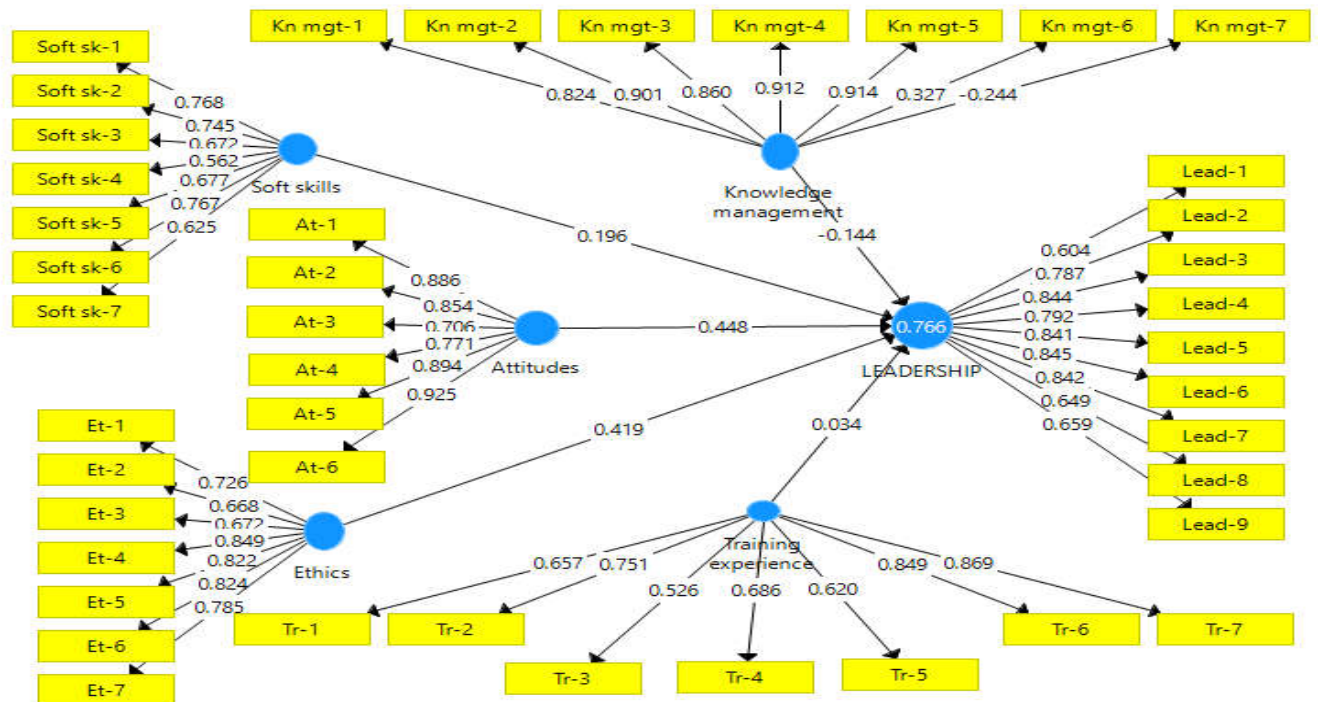 Kn mgt-1 Kn mgt-2 Kn mgt-3 Kn mgt-4 Kn mgt-5 Kn mgt-6 Kn mgt-7
0.824 0.901 0.860 0.912 0.914 0.327 -0.244
Knowledge
management
-0.144
Soft sk-1
Soft sk-2
Soft sk-3
Soft sk-4
Soft sk-5
Soft sk-6
Soft sk-7
0.768
0.745
0.672
0.562
0.677
0.767
0.625
Soft skills
0.196
At-1
At-2
At-3
At-4
At-5
At-6
0.886
0.854
0.706
0.771
0.894
0.925
Attitudes
0.448
0.766
LEADERSHIP
0.604
0.787
0.844
0.792
0.841
0.845
0.842
0.649
0.659
Lead-1
Lead-2
Lead-3
Lead-4
Lead-5
Lead-6
Lead-7
Lead-8
Lead-9
Et-1
Et-2
Et-3
Et-4
Et-5
Et-6
Et-7
0.726
0.668
0.672
0.849
0.822
0.824
0.785
Ethics
0.419
0.034
Training
experience
0.657 0.751 0.526 0.686 0.620 0.849 0.869
Tr-1 Tr-2 Tr-3 Tr-4 Tr-5 Tr-6 Tr-7